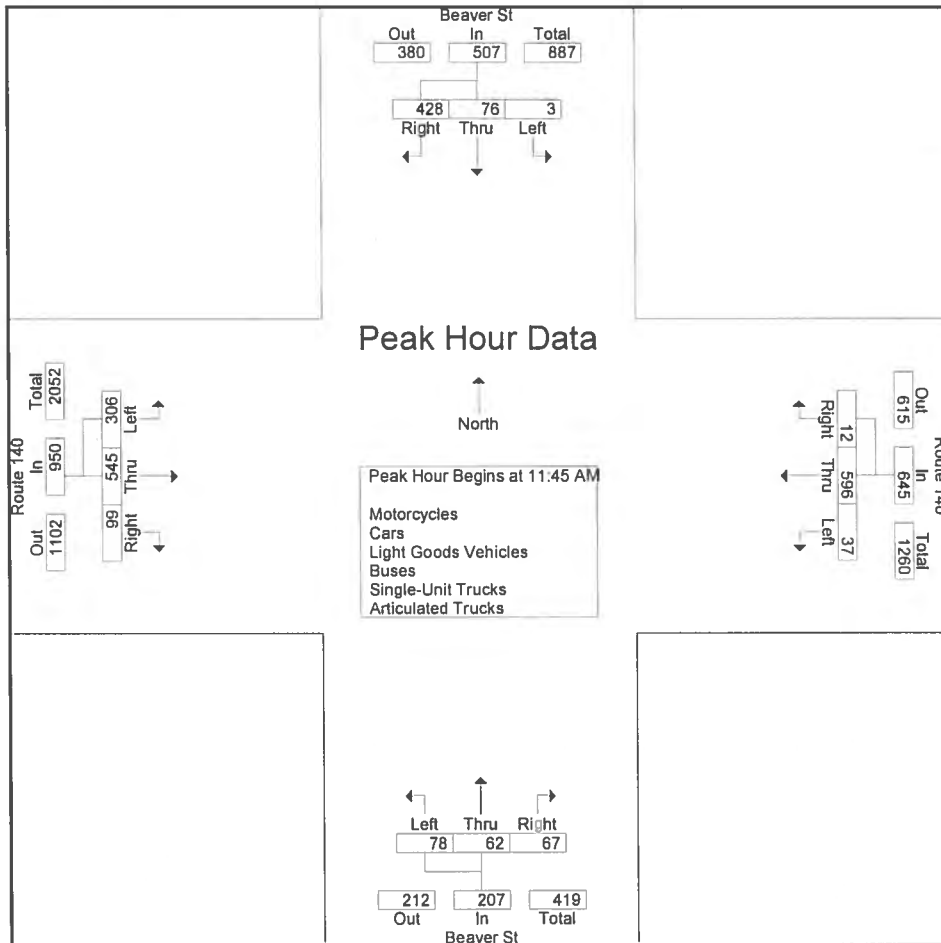 Beaver St
Out In Total
380 507 887
428 76 3
Right Thru Left
Peak Hour Data
North
Peak Hour Begins at 11:45 AM
Motorcycles
Cars
Light Goods Vehicles
Buses
Single-Unit Trucks
Articulated Trucks
Route 140
Out In Total
1102 950 2052
99 545 306
Right Thru Left
Route 140
Out In Total
615 645 1260
12 596 37
Right Thru Left
Left Thru Right
78 62 67
212 207 419
Out In Total
Beaver St